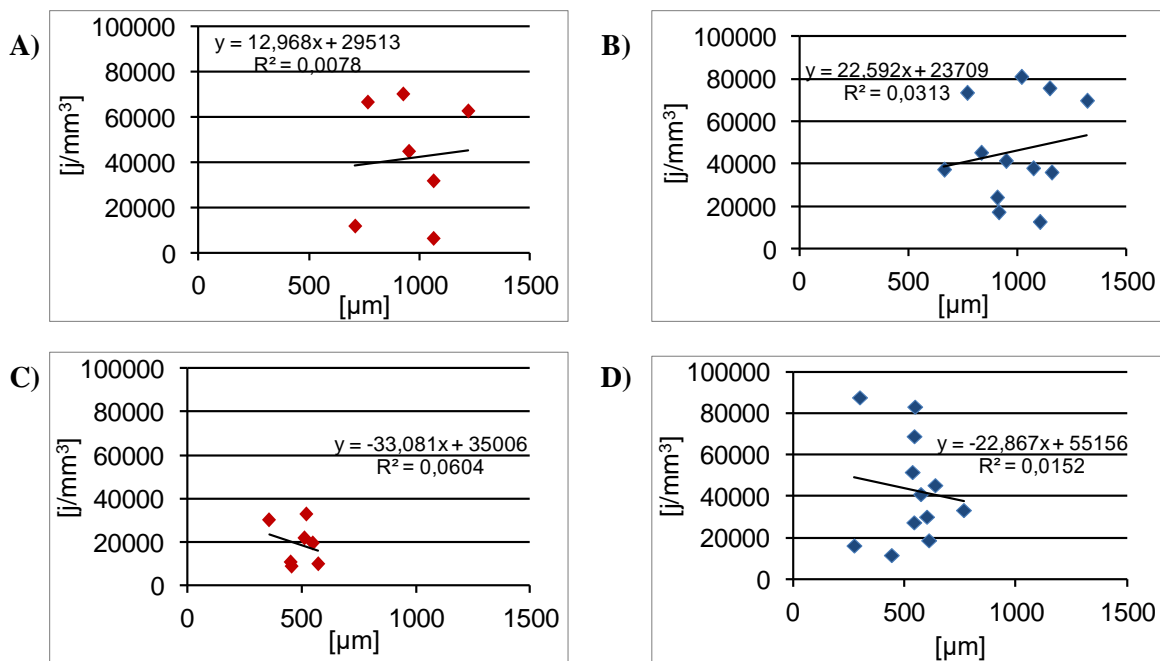 A)
100000
80000
60000
40000
20000
0
[j/mm³]
y = 12,968x + 29513
R² = 0,0078
0 500 1000 1500
[µm]
B)
100000
80000
60000
40000
20000
0
[j/mm³]
y = 22,592x + 23709
R² = 0,0313
0 500 1000 1500
[µm]
C)
100000
80000
60000
40000
20000
0
[j/mm³]
y = -33,081x + 35006
R² = 0,0604
0 500 1000 1500
[µm]
D)
100000
80000
60000
40000
20000
0
[j/mm³]
y = -22,867x + 55156
R² = 0,0152
0 500 1000 1500
[µm]